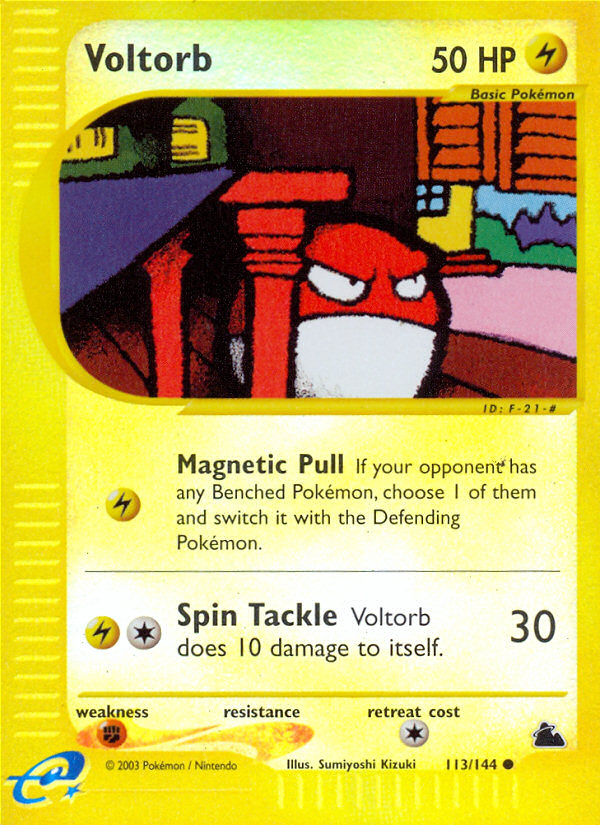 Voltorb
50 HP
Basic Pokémon
ID: F-21-#
Magnetic Pull If your opponent has
any Benched Pokémon, choose 1 of them
and switch it with the Defending
Pokémon.
Spin Tackle Voltorb
does 10 damage to itself.
30
weakness resistance retreat cost
© 2003 Pokémon / Nintendo
Illus. Sumiyoshi Kizuki
113/144
e